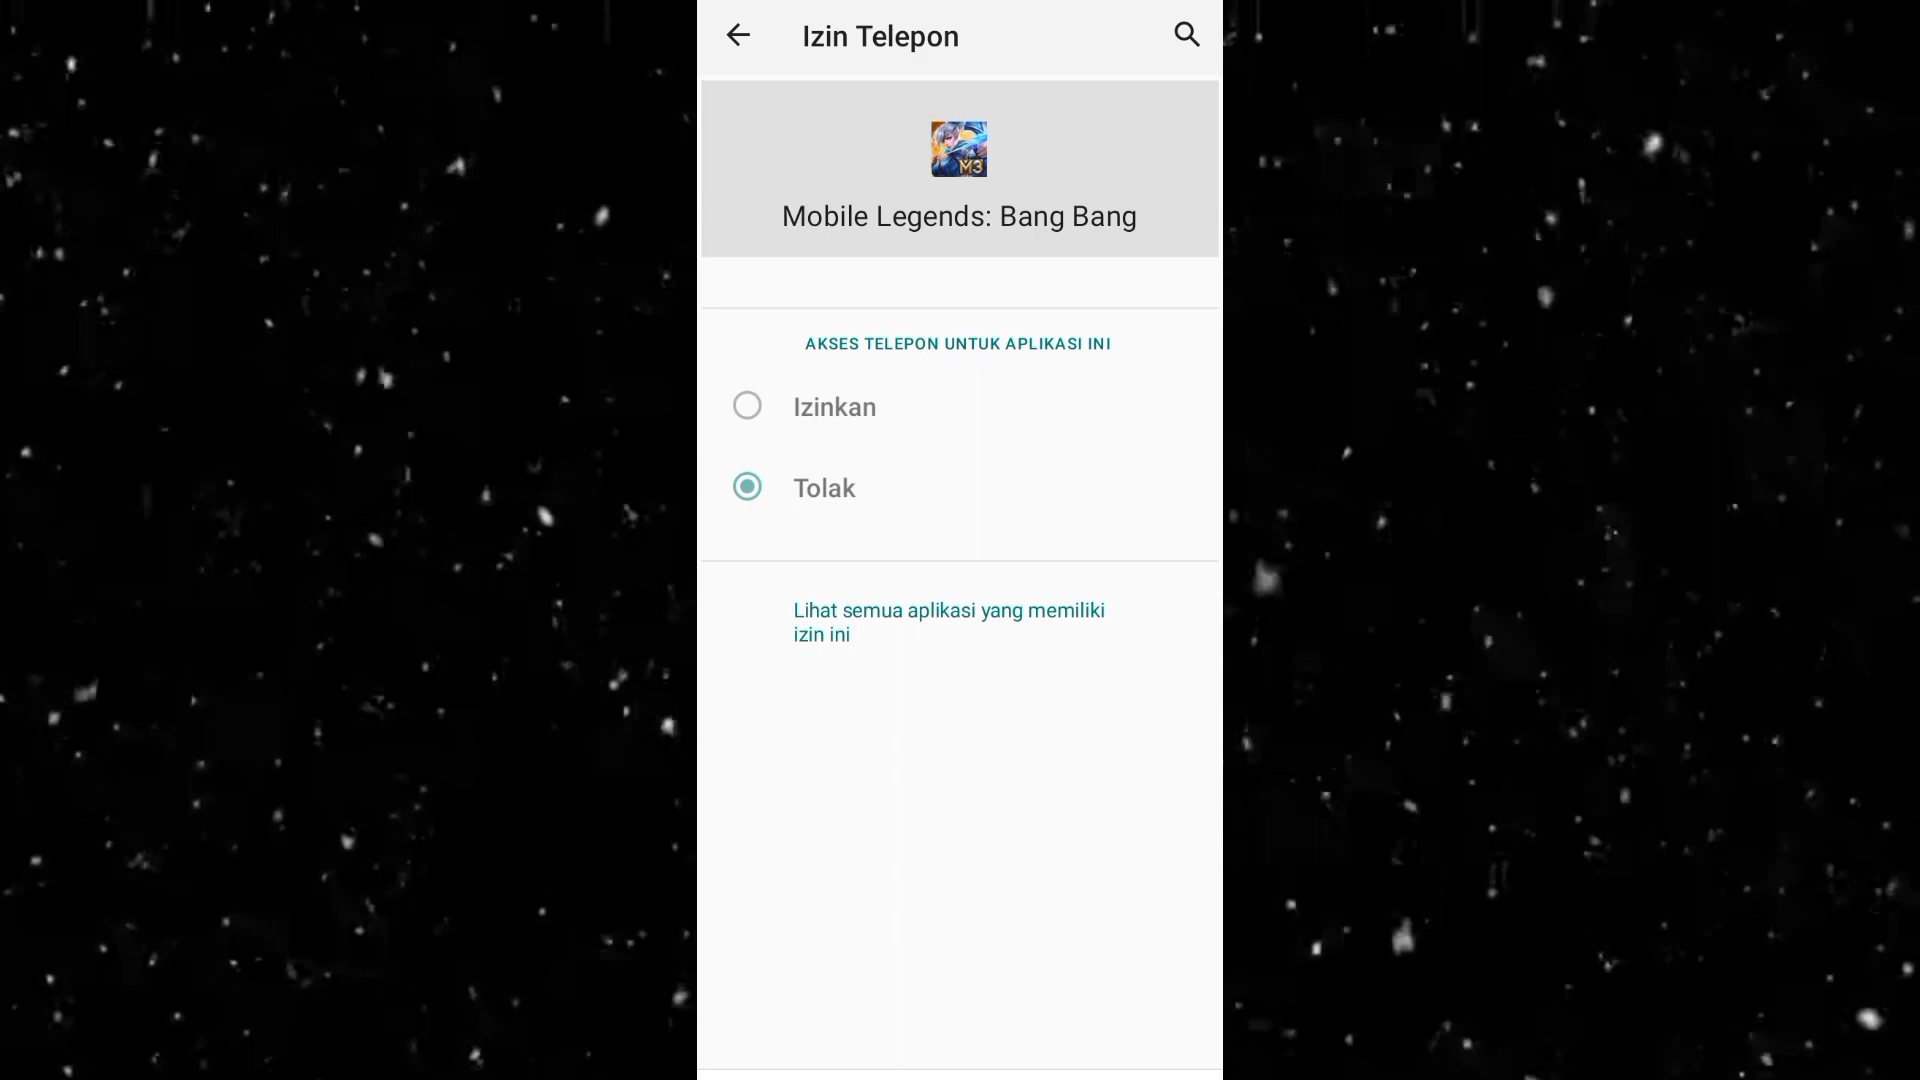 Izin Telepon
M3
Mobile Legends: Bang Bang
AKSES TELEPON UNTUK APLIKASI INI
Izinkan
Tolak
Lihat semua aplikasi yang memiliki
izin ini